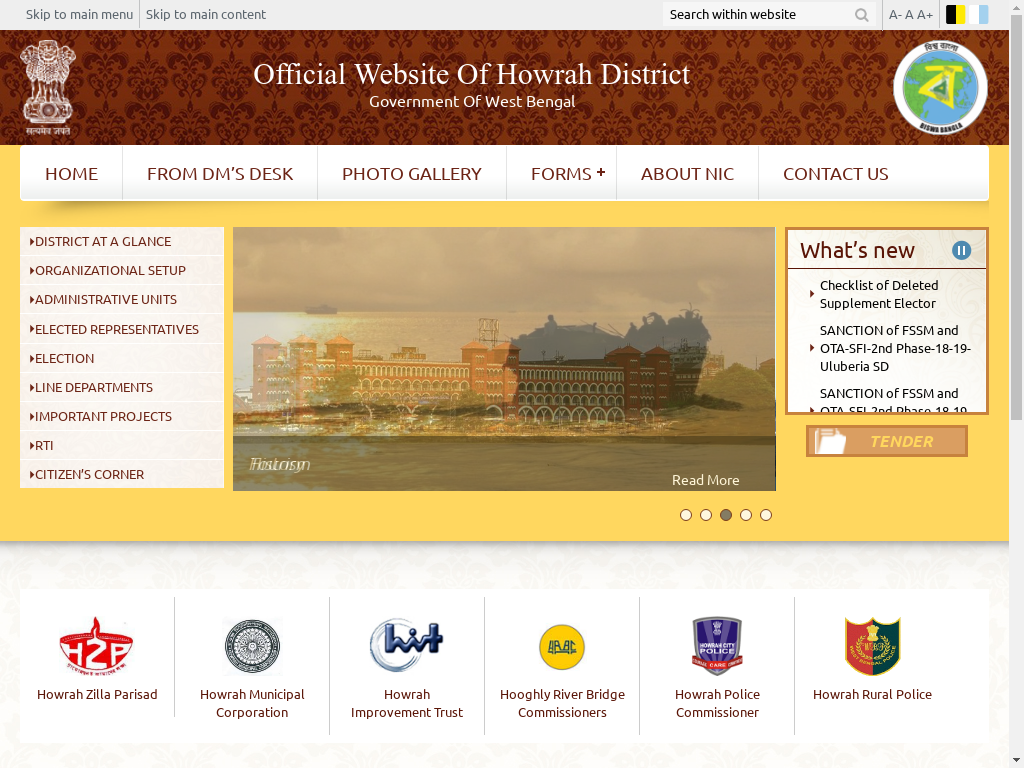 Skip to main menu
Skip to main content
Search within website
A- A A+
सत्यमेव जयते
Official Website Of Howrah District
Government Of West Bengal
বিশ্ব বাংলা
ব
BISWA BANGLA
HOME
FROM DM'S DESK
PHOTO GALLERY
FORMS +
ABOUT NIC
CONTACT US
DISTRICT AT A GLANCE
ORGANIZATIONAL SETUP
ADMINISTRATIVE UNITS
ELECTED REPRESENTATIVES
ELECTION
LINE DEPARTMENTS
IMPORTANT PROJECTS
RTI
CITIZEN'S CORNER
Read More
What's new
Checklist of Deleted
Supplement Elector
SANCTION of FSSM and
OTA-SFI-2nd Phase-18-19-
Uluberia SD
SANCTION of FSSM and
OTA-SFI-2nd Phase-18-19-
TENDER
HZP
Howrah Zilla Parisad
Howrah Municipal
Corporation
hit
Howrah
Improvement Trust
HRBC
Hooghly River Bridge
Commissioners
HOWRAH CITY
POLICE
Howrah Police
Commissioner
WEST BENGAL POLICE
Howrah Rural Police